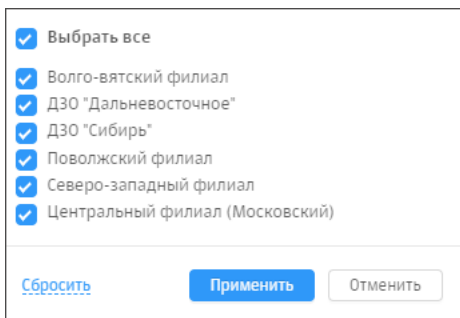 Выбрать все
Волго-вятский филиал
ДЗО "Дальневосточное"
ДЗО "Сибирь"
Поволжский филиал
Северо-западный филиал
Центральный филиал (Московский)
Сбросить Применить Отменить